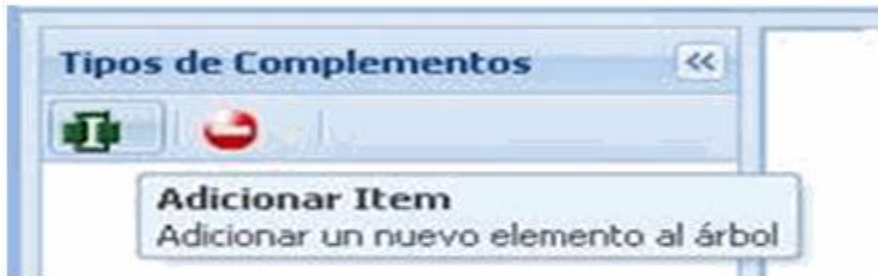 Tipos de Complementos
Adicionar Item
Adicionar un nuevo elemento al árbol